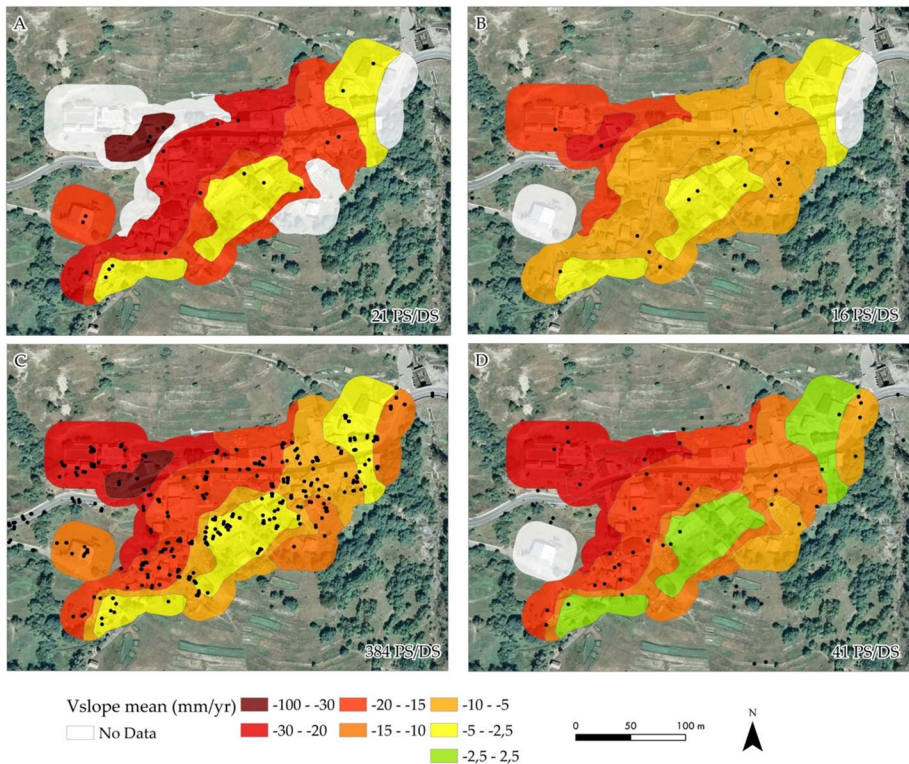 A
21 PS/DS
B
16 PS/DS
C
384 PS/DS
D
41 PS/DS
Vslope mean (mm/yr)
No Data
-100 - -30
-30 - -20
-20 - -15
-15 - -10
-10 - -5
-5 - -2,5
-2,5 - 2,5
0 50 100 m
N